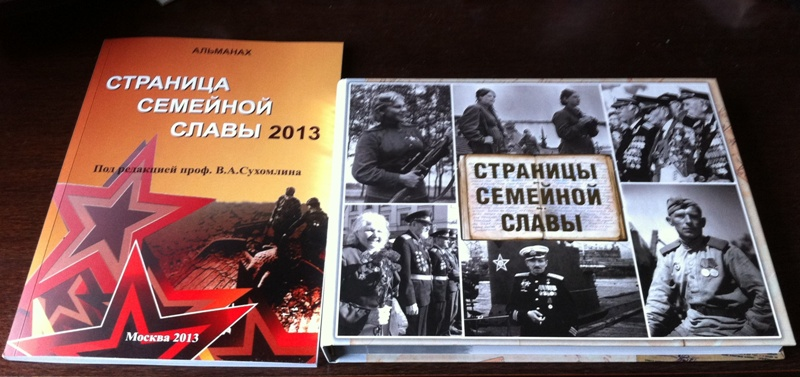 АЛЬМАНАХ
СТРАНИЦА
СЕМЕЙНОЙ
СЛАВЫ 2013
Под редакцией проф. В.А.Сухомлина
Москва 2013
СТРАНИЦЫ
СЕМЕЙНОЙ
СЛАВЫ